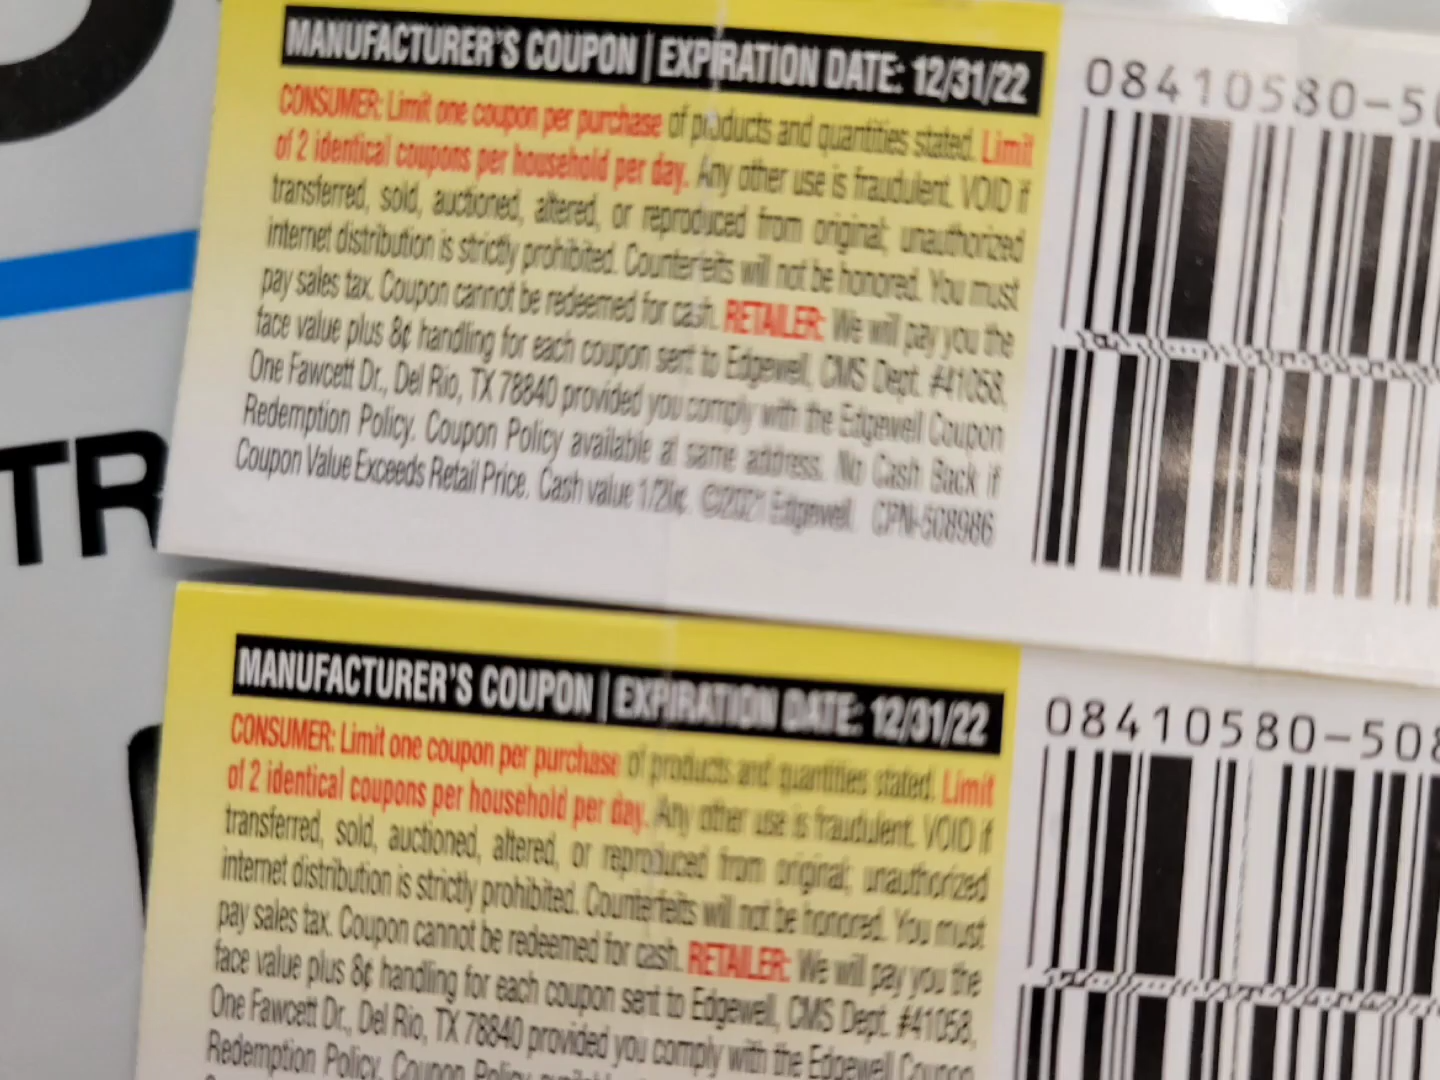 TR
MANUFACTURER'S COUPON | EXPIRATION DATE: 12/31/22
CONSUMER: Limit one coupon per purchase of products and quantities stated. Limit
of 2 identical coupons per household per day. Any other use is fraudulent. VOID if
transferred, sold, auctioned, altered, or reproduced from original; unauthorized
internet distribution is strictly prohibited. Counterfeits will not be honored. You must
pay sales tax. Coupon cannot be redeemed for cash. RETAILER: We will pay you the
face value plus 8¢ handling for each coupon sent to Edgewell, CMS Dept. #41058,
One Fawcett Dr., Del Rio, TX 78840 provided you comply with the Edgewell Coupon
Redemption Policy. Coupon Policy available at same address. No Cash Back if
Coupon Value Exceeds Retail Price. Cash value 1/20¢. ©2021 Edgewell. CPN-508986
08410580-50
MANUFACTURER'S COUPON | EXPIRATION DATE: 12/31/22
CONSUMER: Limit one coupon per purchase of products and quantities stated. Limit
of 2 identical coupons per household per day. Any other use is fraudulent. VOID if
transferred, sold, auctioned, altered, or reproduced from original; unauthorized
internet distribution is strictly prohibited. Counterfeits will not be honored. You must
pay sales tax. Coupon cannot be redeemed for cash. RETAILER: We will pay you the
face value plus 8¢ handling for each coupon sent to Edgewell, CMS Dept. #41058,
One Fawcett Dr., Del Rio, TX 78840 provided you comply with the Edgewell Coupon
Redemption Policy. Coupon Policy
08410580-508